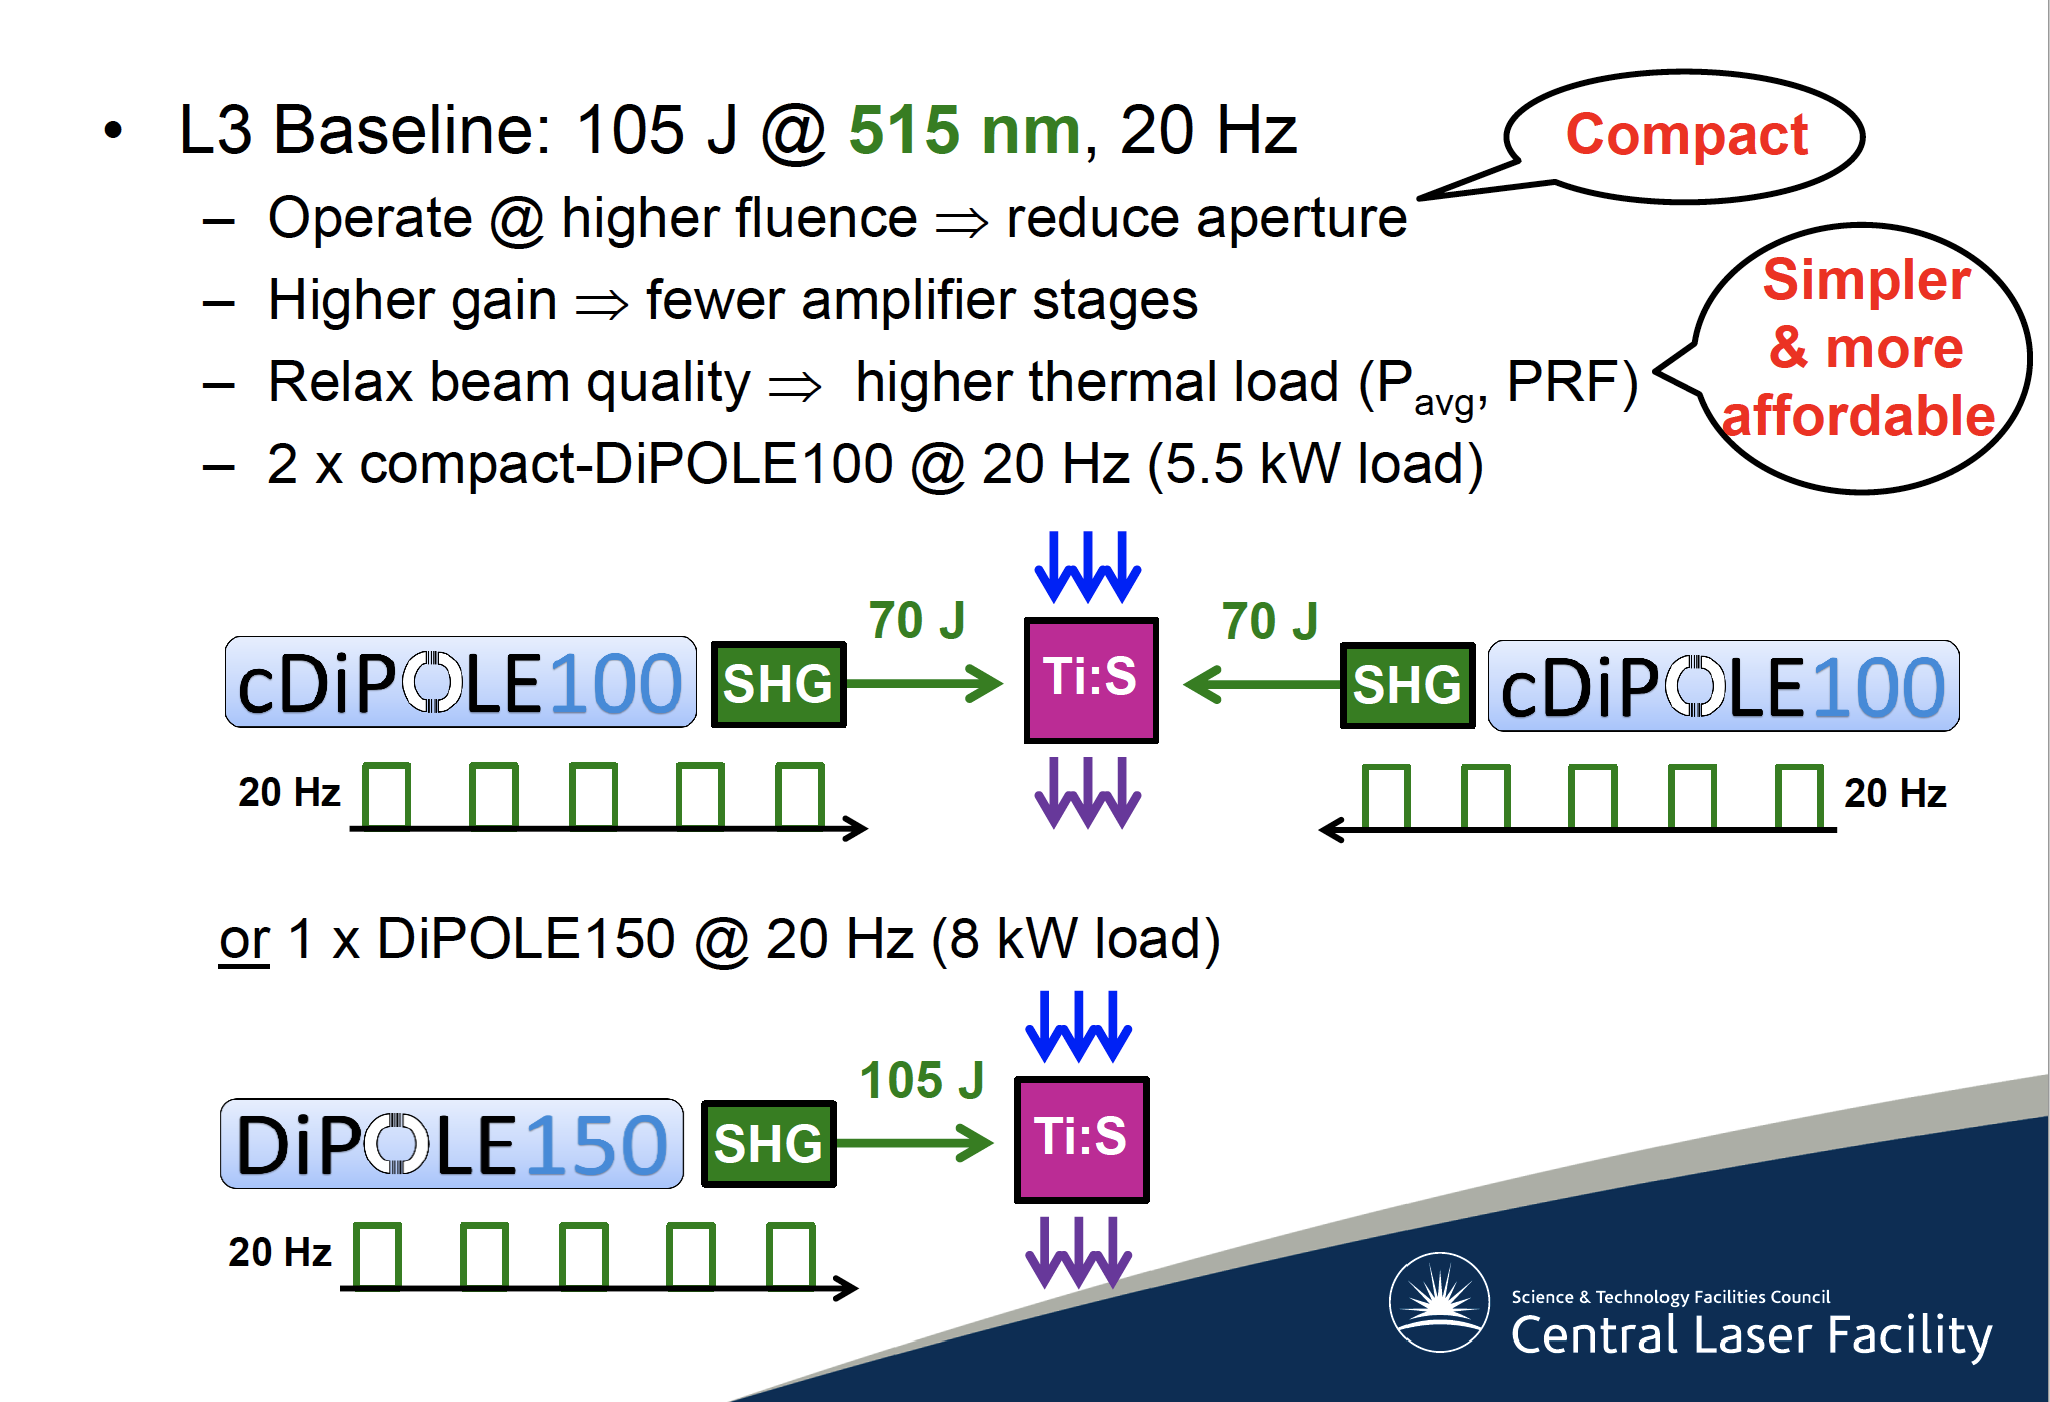 • L3 Baseline: 105 J @ 515 nm, 20 Hz
Compact
– Operate @ higher fluence ⇒ reduce aperture
– Higher gain ⇒ fewer amplifier stages
– Relax beam quality ⇒ higher thermal load (Pavg, PRF)
Simpler
& more
affordable
– 2 x compact-DiPOLE100 @ 20 Hz (5.5 kW load)
70 J
70 J
cDiPOLE100
SHG
Ti:S
SHG
cDiPOLE100
20 Hz
20 Hz
or 1 x DiPOLE150 @ 20 Hz (8 kW load)
105 J
DiPOLE150
SHG
Ti:S
20 Hz
Science & Technology Facilities Council
Central Laser Facility